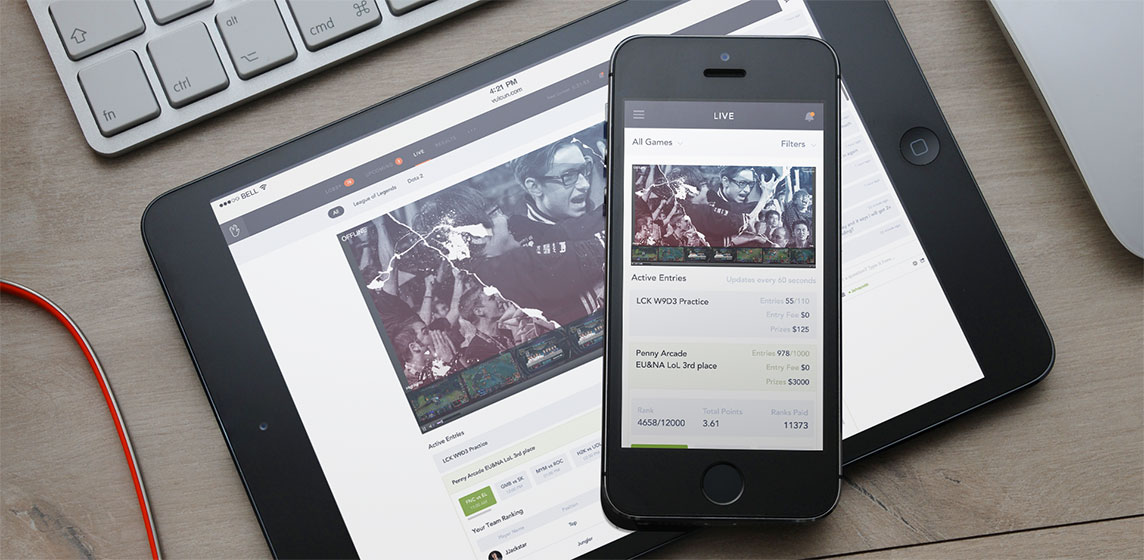 alt
cmd ⌘
ctrl
fn
4:21 PM
vulcun.com
BELL
LOBBY
UPCOMING
LIVE
RESULTS
All
League of Legends
Dota 2
OFFLINE
Active Entries
LCK W9D3 Practice
Penny Arcade EU&NA LoL 3rd place
FNC vs BL
GMB vs SK
MYM vs ROC
H2K vs UOL
Your Team Ranking
Player Name
Position
JJackstar
Top
Jungler
LIVE
All Games
Filters
Active Entries
Updates every 60 seconds
LCK W9D3 Practice
Entries 55/110
Entry Fee $0
Prizes $125
Penny Arcade
EU&NA LoL 3rd place
Entries 978/1000
Entry Fee $0
Prizes $3000
Rank
4658/12000
Total Points
3.61
Ranks Paid
11373